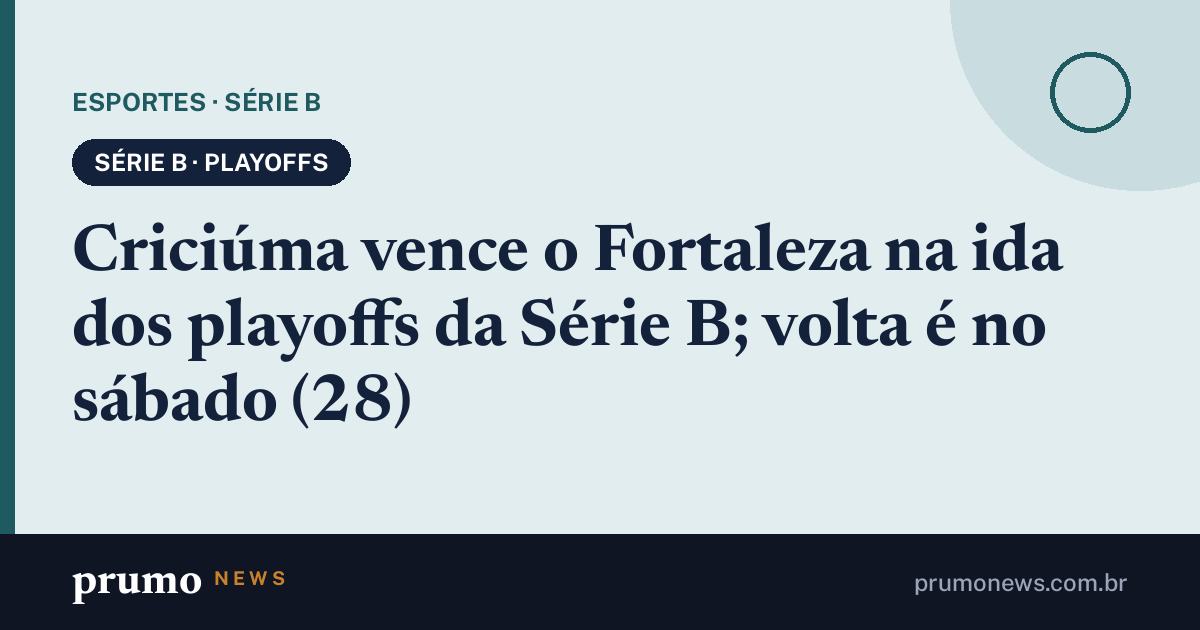 ESPORTES · SÉRIE B
SÉRIE B · PLAYOFFS
Criciúma vence o Fortaleza na ida
dos playoffs da Série B; volta é no
sábado (28)
prumo NEWS
prumonews.com.br